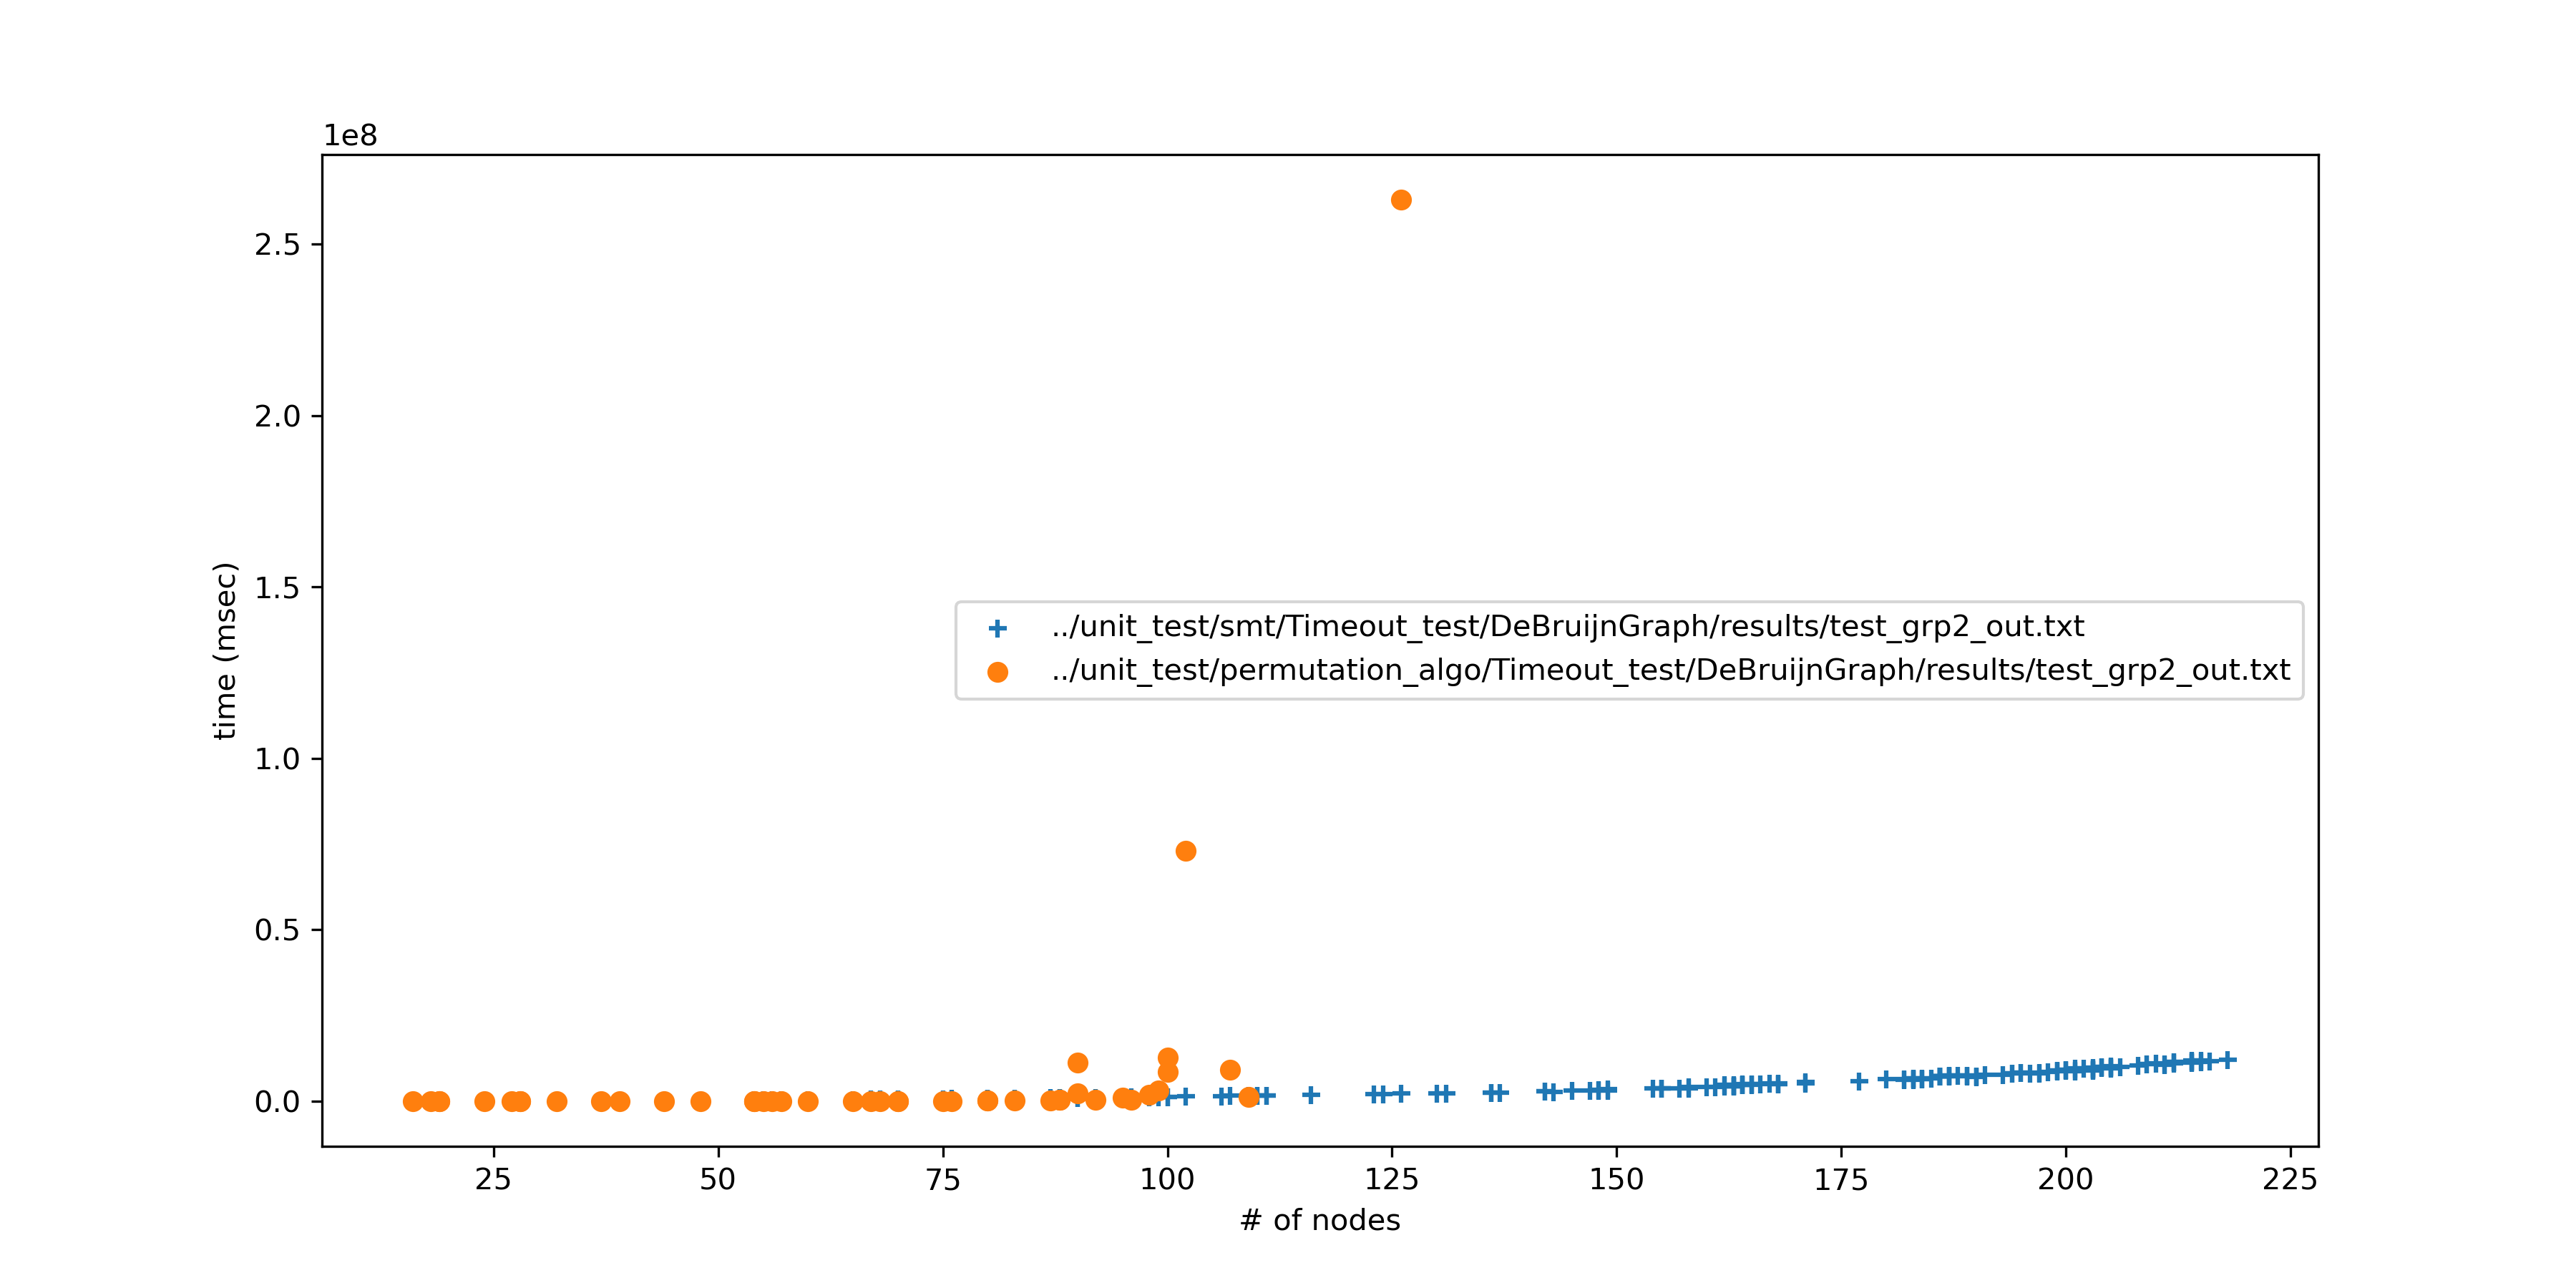 1e8
2.5
2.0
1.5
1.0
0.5
0.0
time (msec)
../unit_test/smt/Timeout_test/DeBruijnGraph/results/test_grp2_out.txt
../unit_test/permutation_algo/Timeout_test/DeBruijnGraph/results/test_grp2_out.txt
25 50 75 100 125 150 175 200 225
# of nodes